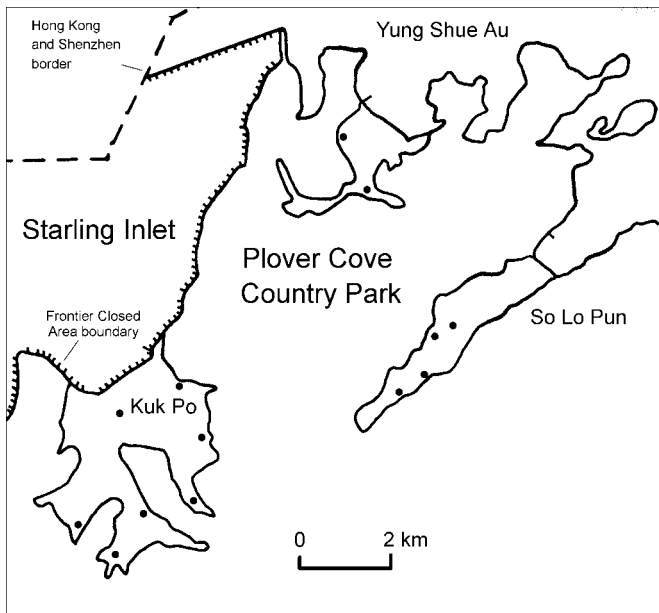 Hong Kong
and Shenzhen
border
Yung Shue Au
Starling Inlet
Plover Cove
Country Park
Frontier Closed
Area boundary
So Lo Pun
Kuk Po
0 2 km